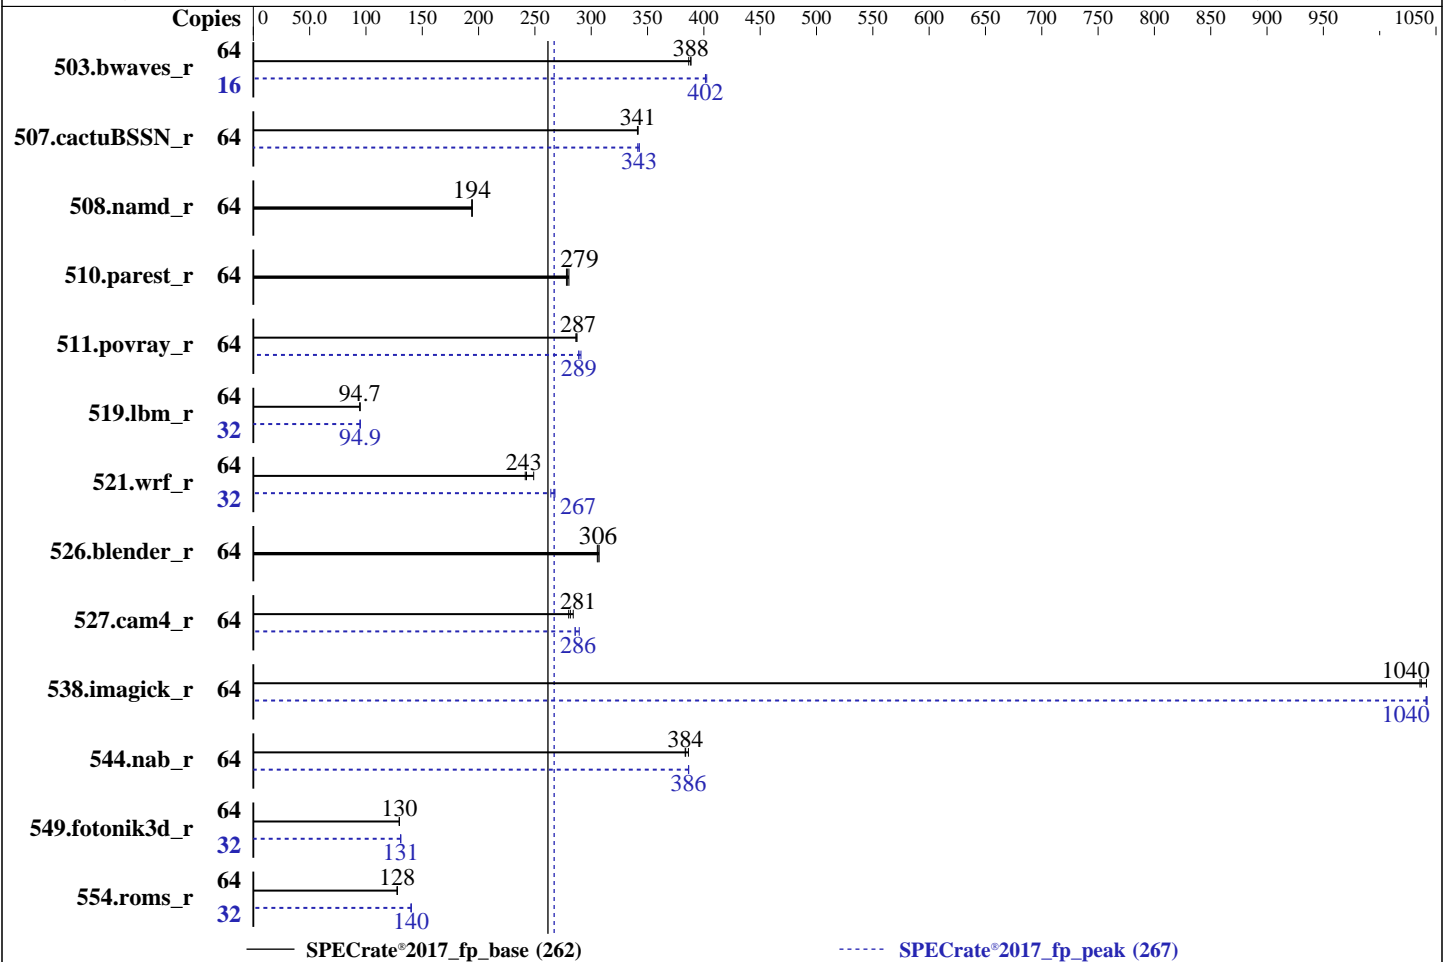 Copies 0 50.0 100 150 200 250 300 350 400 450 500 550 600 650 700 750 800 850 900 950 1050
503.bwaves_r 64 388
16 402
507.cactuBSSN_r 64 341
343
508.namd_r 64 194
510.parest_r 64 279
511.povray_r 64 287
289
519.lbm_r 64 94.7
32 94.9
521.wrf_r 64 243
32 267
526.blender_r 64 306
527.cam4_r 64 281
286
538.imagick_r 64 1040
1040
544.nab_r 64 384
386
549.fotonik3d_r 64 130
32 131
554.roms_r 64 128
32 140
SPECrate®2017_fp_base (262) SPECrate®2017_fp_peak (267)